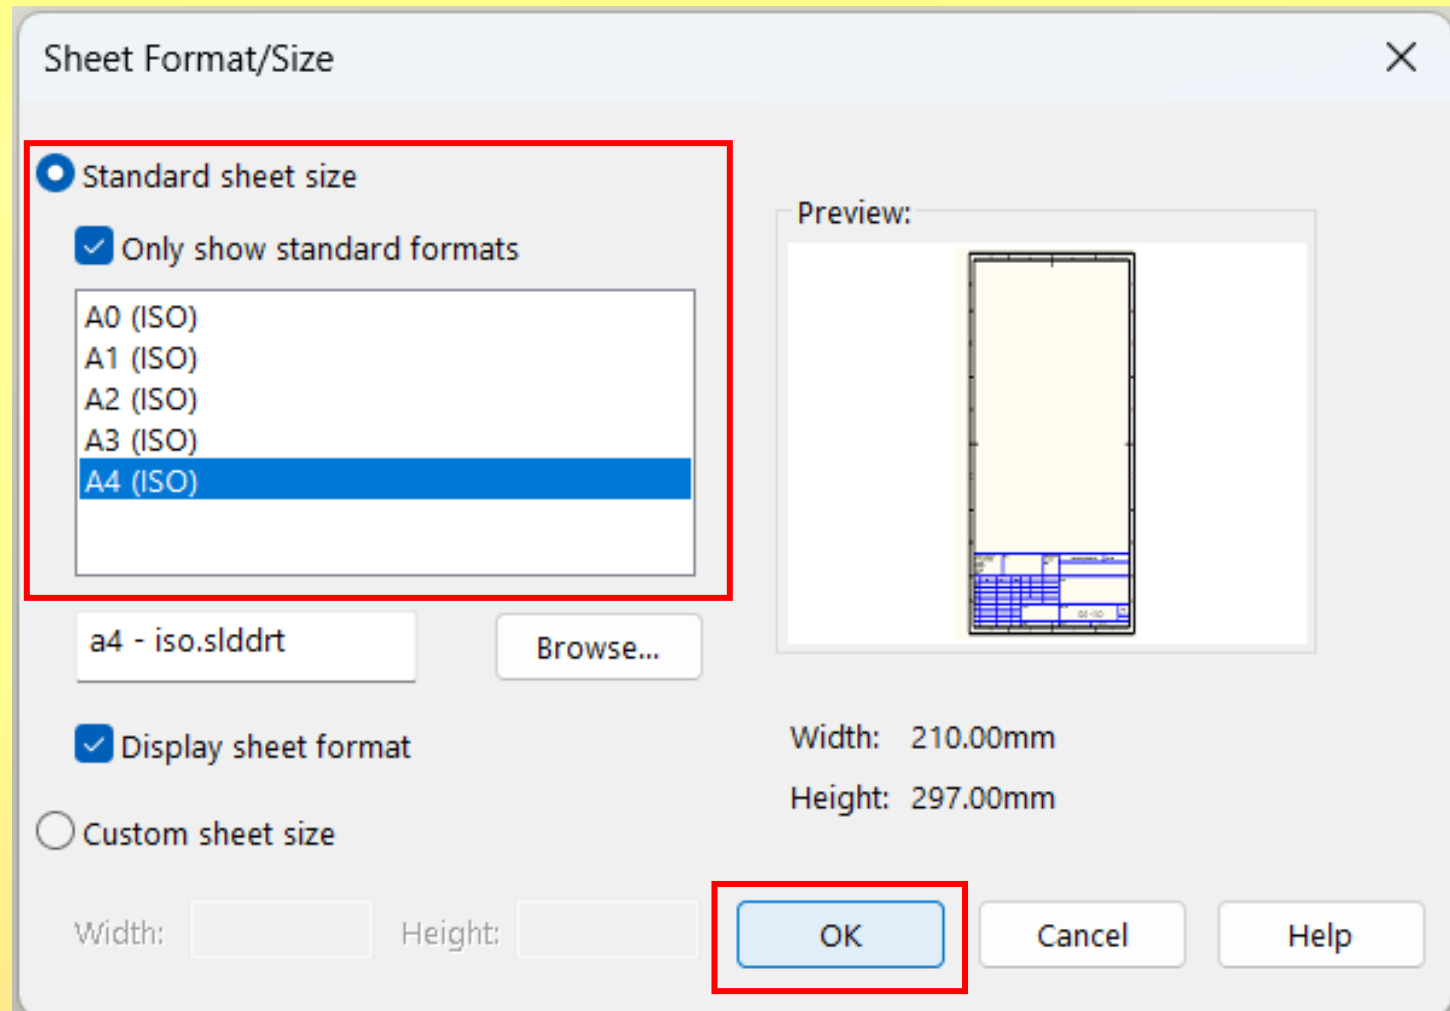 Sheet Format/Size
Standard sheet size
Only show standard formats
A0 (ISO)
A1 (ISO)
A2 (ISO)
A3 (ISO)
A4 (ISO)
a4 - iso.slddrt
Browse...
Display sheet format
Custom sheet size
Width:
Height:
Preview:
Width: 210.00mm
Height: 297.00mm
OK
Cancel
Help